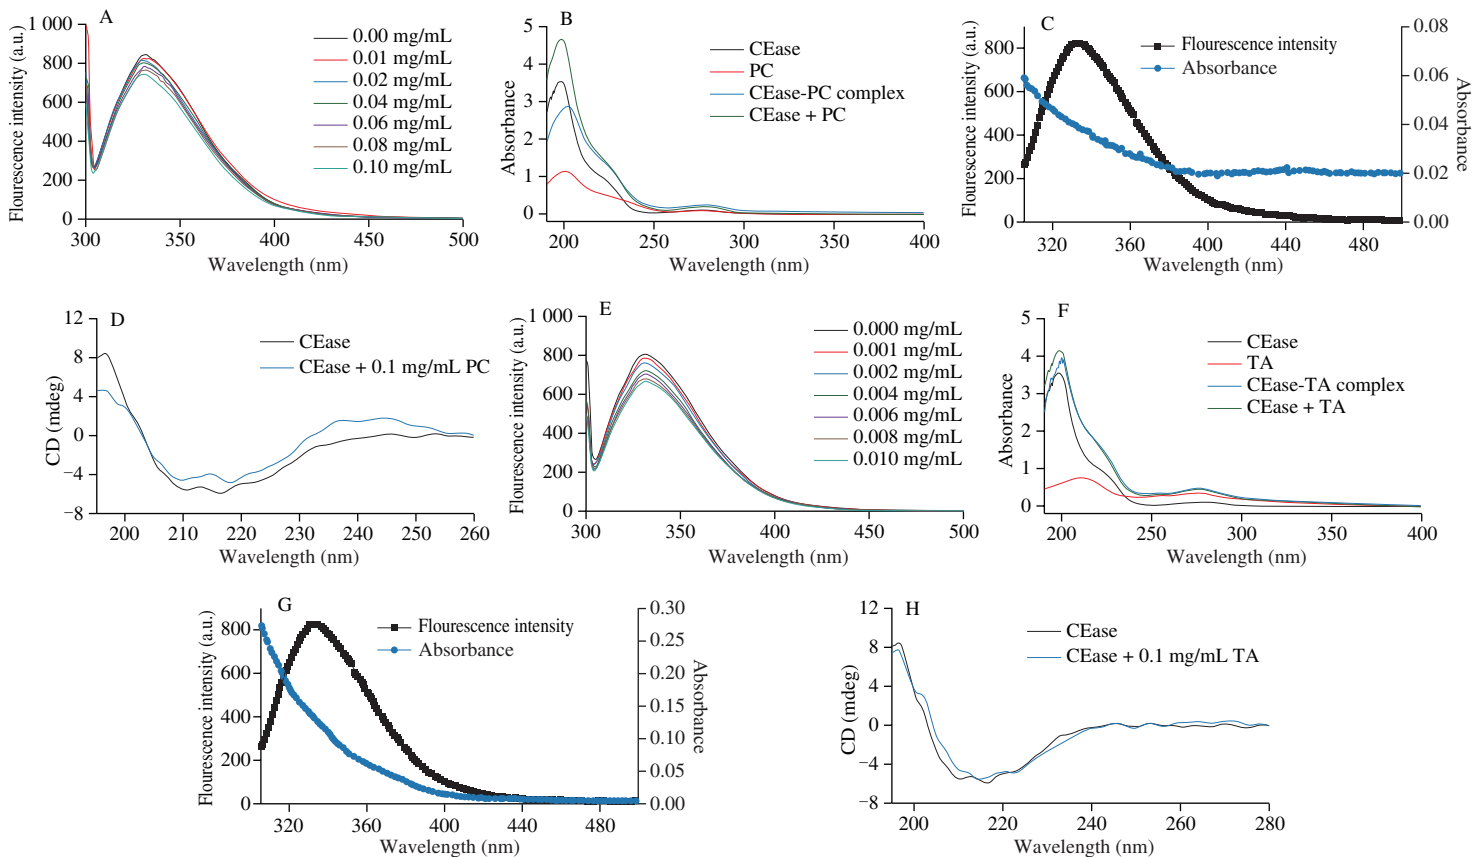 A
Flourescence intensity (a.u.)
1 000
800
600
400
200
0
300
350
400
450
500
Wavelength (nm)
0.00 mg/mL
0.01 mg/mL
0.02 mg/mL
0.04 mg/mL
0.06 mg/mL
0.08 mg/mL
0.10 mg/mL
B
Absorbance
5
4
3
2
1
0
200
250
300
350
400
Wavelength (nm)
CEase
PC
CEase-PC complex
CEase + PC
C
Flourescence intensity (a.u.)
800
600
400
200
0
320
360
400
440
480
Wavelength (nm)
0.08
0.06
0.04
0.02
0.00
Absorbance
Flourescence intensity
Absorbance
D
CD (mdeg)
12
8
4
0
−4
−8
200
210
220
230
240
250
260
Wavelength (nm)
CEase
CEase + 0.1 mg/mL PC
E
Flourescence intensity (a.u.)
1 000
800
600
400
200
0
300
350
400
450
500
Wavelength (nm)
0.000 mg/mL
0.001 mg/mL
0.002 mg/mL
0.004 mg/mL
0.006 mg/mL
0.008 mg/mL
0.010 mg/mL
F
Absorbance
5
4
3
2
1
0
200
250
300
350
400
Wavelength (nm)
CEase
TA
CEase-TA complex
CEase + TA
G
Flourescence intensity (a.u.)
800
600
400
200
0
320
360
400
440
480
Wavelength (nm)
0.30
0.25
0.20
0.15
0.10
0.05
0.00
Absorbance
Flourescence intensity
Absorbance
H
CD (mdeg)
12
8
4
0
−4
−8
200
220
240
260
280
Wavelength (nm)
CEase
CEase + 0.1 mg/mL TA